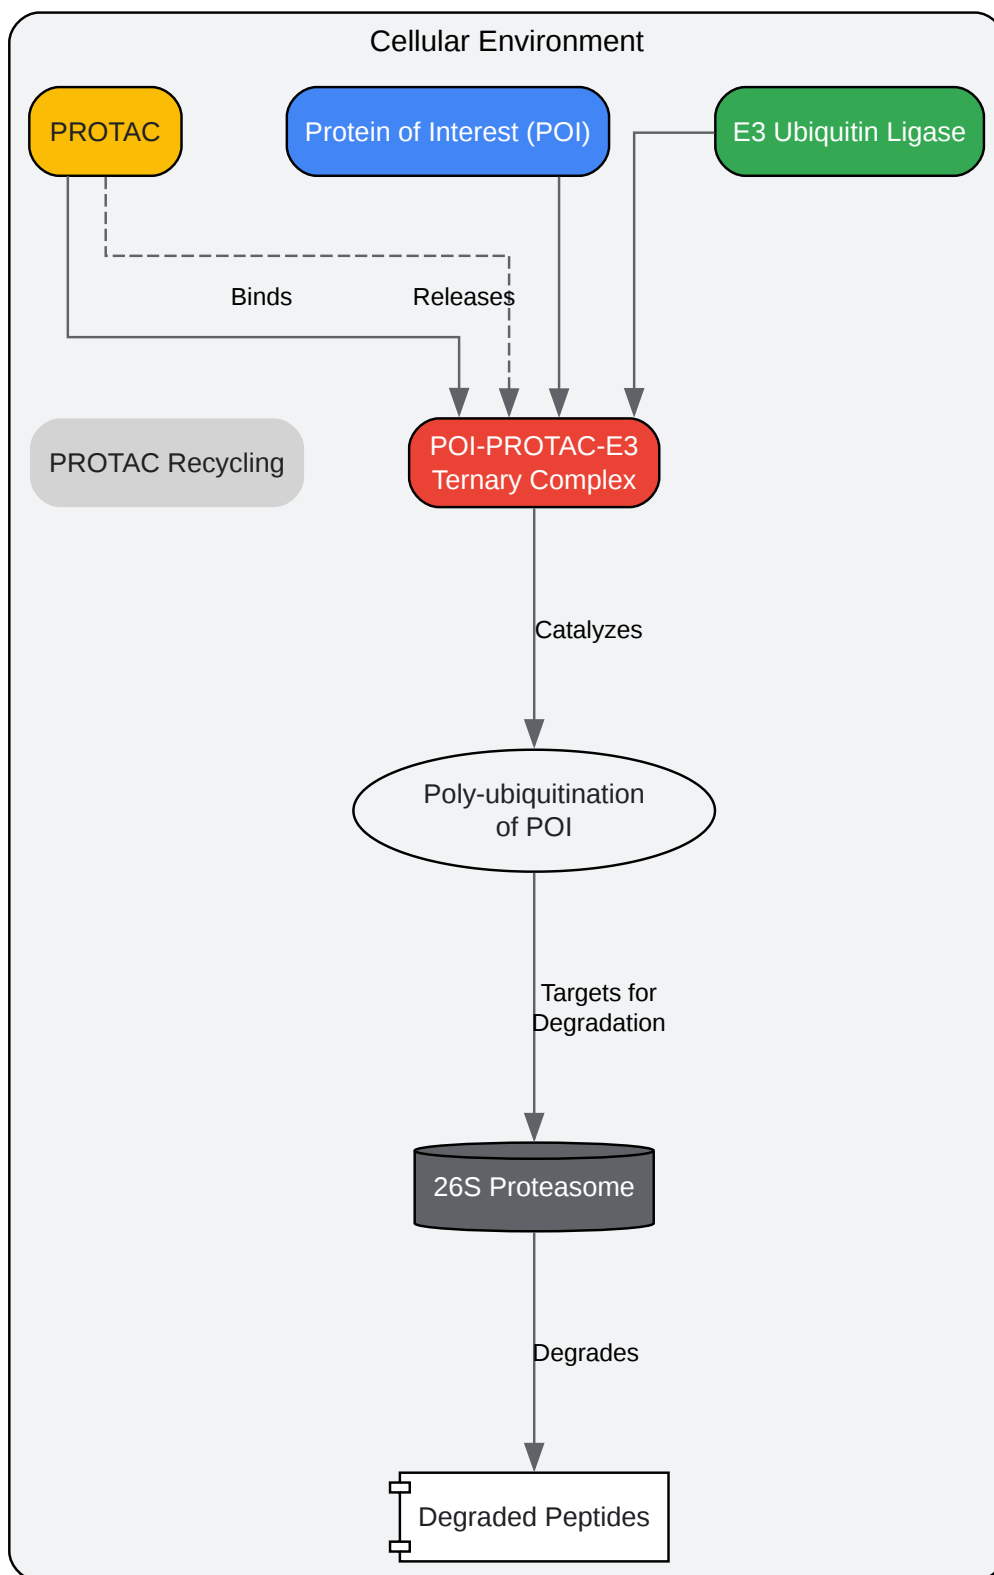 Cellular Environment
PROTAC
Protein of Interest (POI)
E3 Ubiquitin Ligase
Binds
Releases
PROTAC Recycling
POI-PROTAC-E3
Ternary Complex
Catalyzes
Poly-ubiquitination
of POI
Targets for
Degradation
26S Proteasome
Degrades
Degraded Peptides